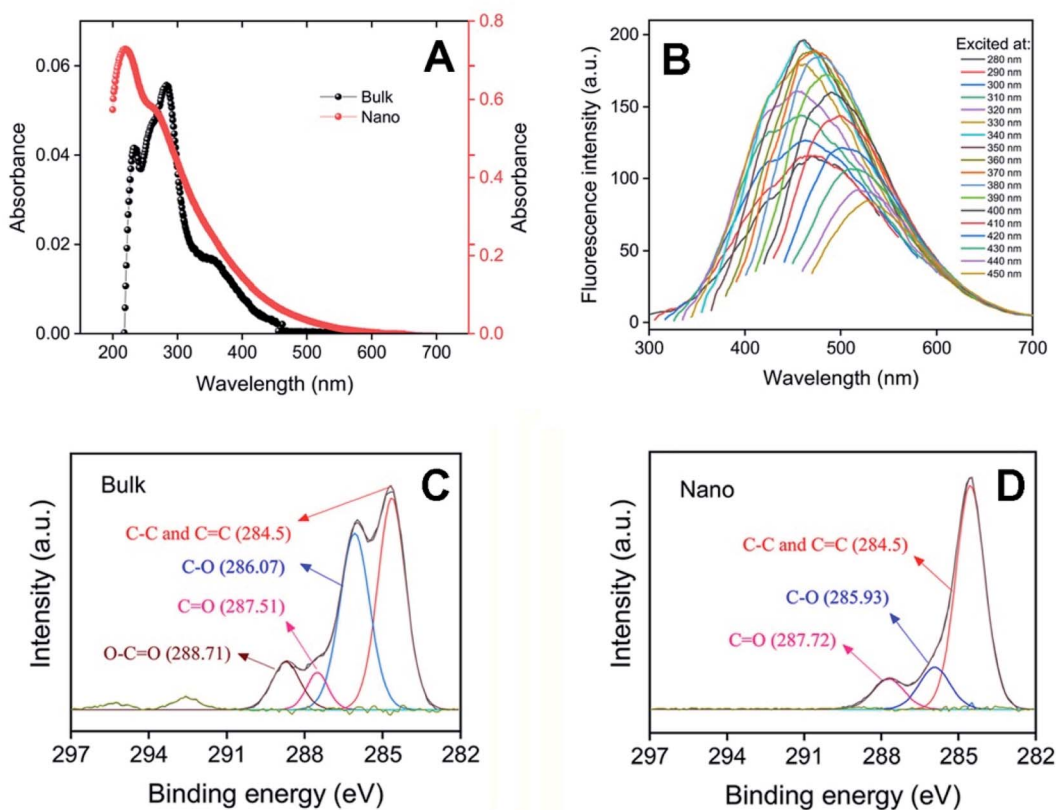 A
Bulk
Nano
Absorbance
0.06
0.04
0.02
0.00
Absorbance
0.8
0.6
0.4
0.2
0.0
200 300 400 500 600 700
Wavelength (nm)
B
Fluorescence intensity (a.u.)
200
150
100
50
0
300 400 500 600 700
Wavelength (nm)
Excited at:
280 nm
290 nm
300 nm
310 nm
320 nm
330 nm
340 nm
350 nm
360 nm
370 nm
380 nm
390 nm
400 nm
410 nm
420 nm
430 nm
440 nm
450 nm
Bulk
C
C-C and C=C (284.5)
C-O (286.07)
C=O (287.51)
O-C=O (288.71)
Intensity (a.u.)
297 294 291 288 285 282
Binding energy (eV)
Nano
D
C-C and C=C (284.5)
C-O (285.93)
C=O (287.72)
Intensity (a.u.)
297 294 291 288 285 282
Binding energy (eV)